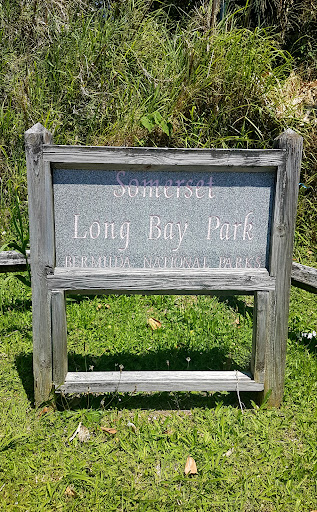 Somerset
Long Bay Park
BERMUDA NATIONAL PARKS